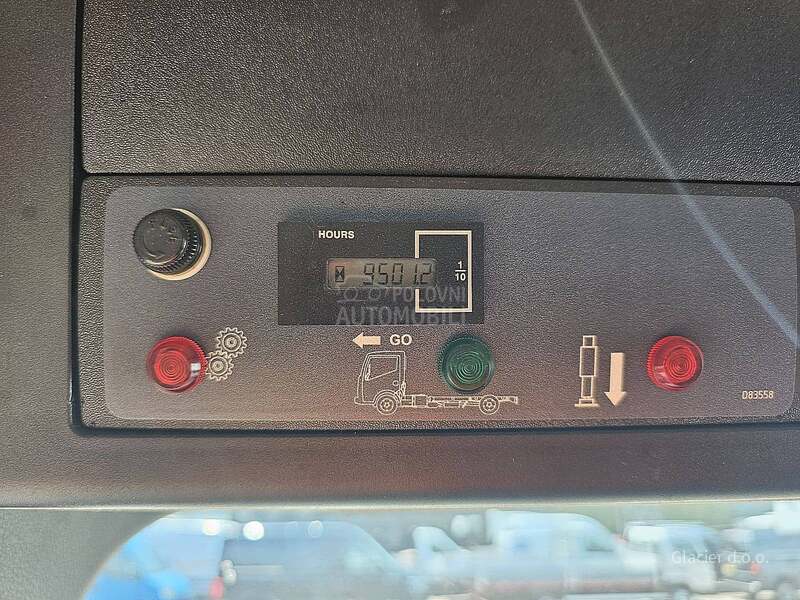 HOURS
9501.2
1
10
POLOVNI
AUTOMOBILI
GO
D83558
Glacier d.o.o.